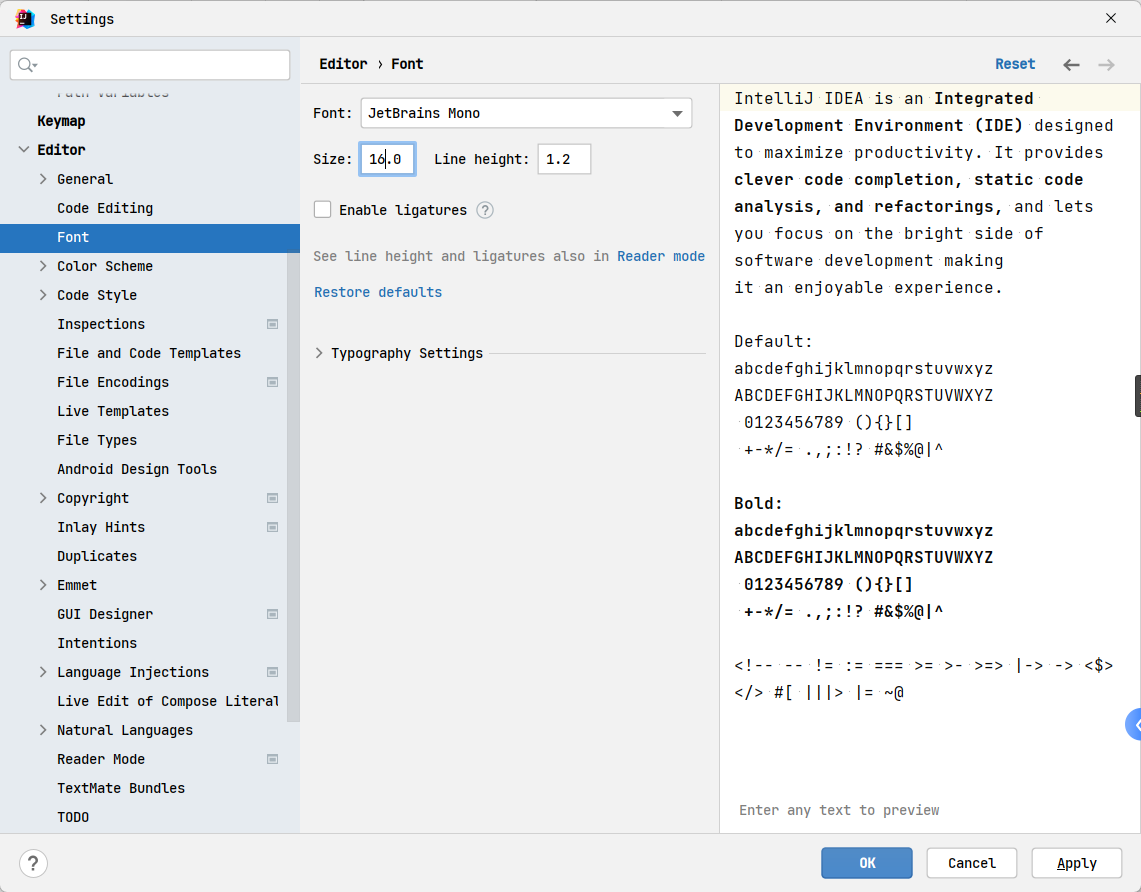 Settings
Editor › Font
Reset
Path Variables
Keymap
Editor
General
Code Editing
Font
Color Scheme
Code Style
Inspections
File and Code Templates
File Encodings
Live Templates
File Types
Android Design Tools
Copyright
Inlay Hints
Duplicates
Emmet
GUI Designer
Intentions
Language Injections
Live Edit of Compose Literal
Natural Languages
Reader Mode
TextMate Bundles
TODO
Font: JetBrains Mono
Size: 16.0 Line height: 1.2
Enable ligatures ?
See line height and ligatures also in Reader mode
Restore defaults
Typography Settings
IntelliJ IDEA is an Integrated
Development Environment (IDE) designed
to maximize productivity. It provides
clever code completion, static code
analysis, and refactorings, and lets
you focus on the bright side of
software development making
it an enjoyable experience.
Default:
abcdefghijklmnopqrstuvwxyz
ABCDEFGHIJKLMNOPQRSTUVWXYZ
0123456789 (){}[]
+-*/= .,;:!? #&$%@|^
Bold:
abcdefghijklmnopqrstuvwxyz
ABCDEFGHIJKLMNOPQRSTUVWXYZ
0123456789 (){}[]
+-*/= .,;:!? #&$%@|^
<!-- -- != := === >= >- >=> |-> -> <$>
</> #[ |||> |= ~@
Enter any text to preview
?
OK
Cancel
Apply